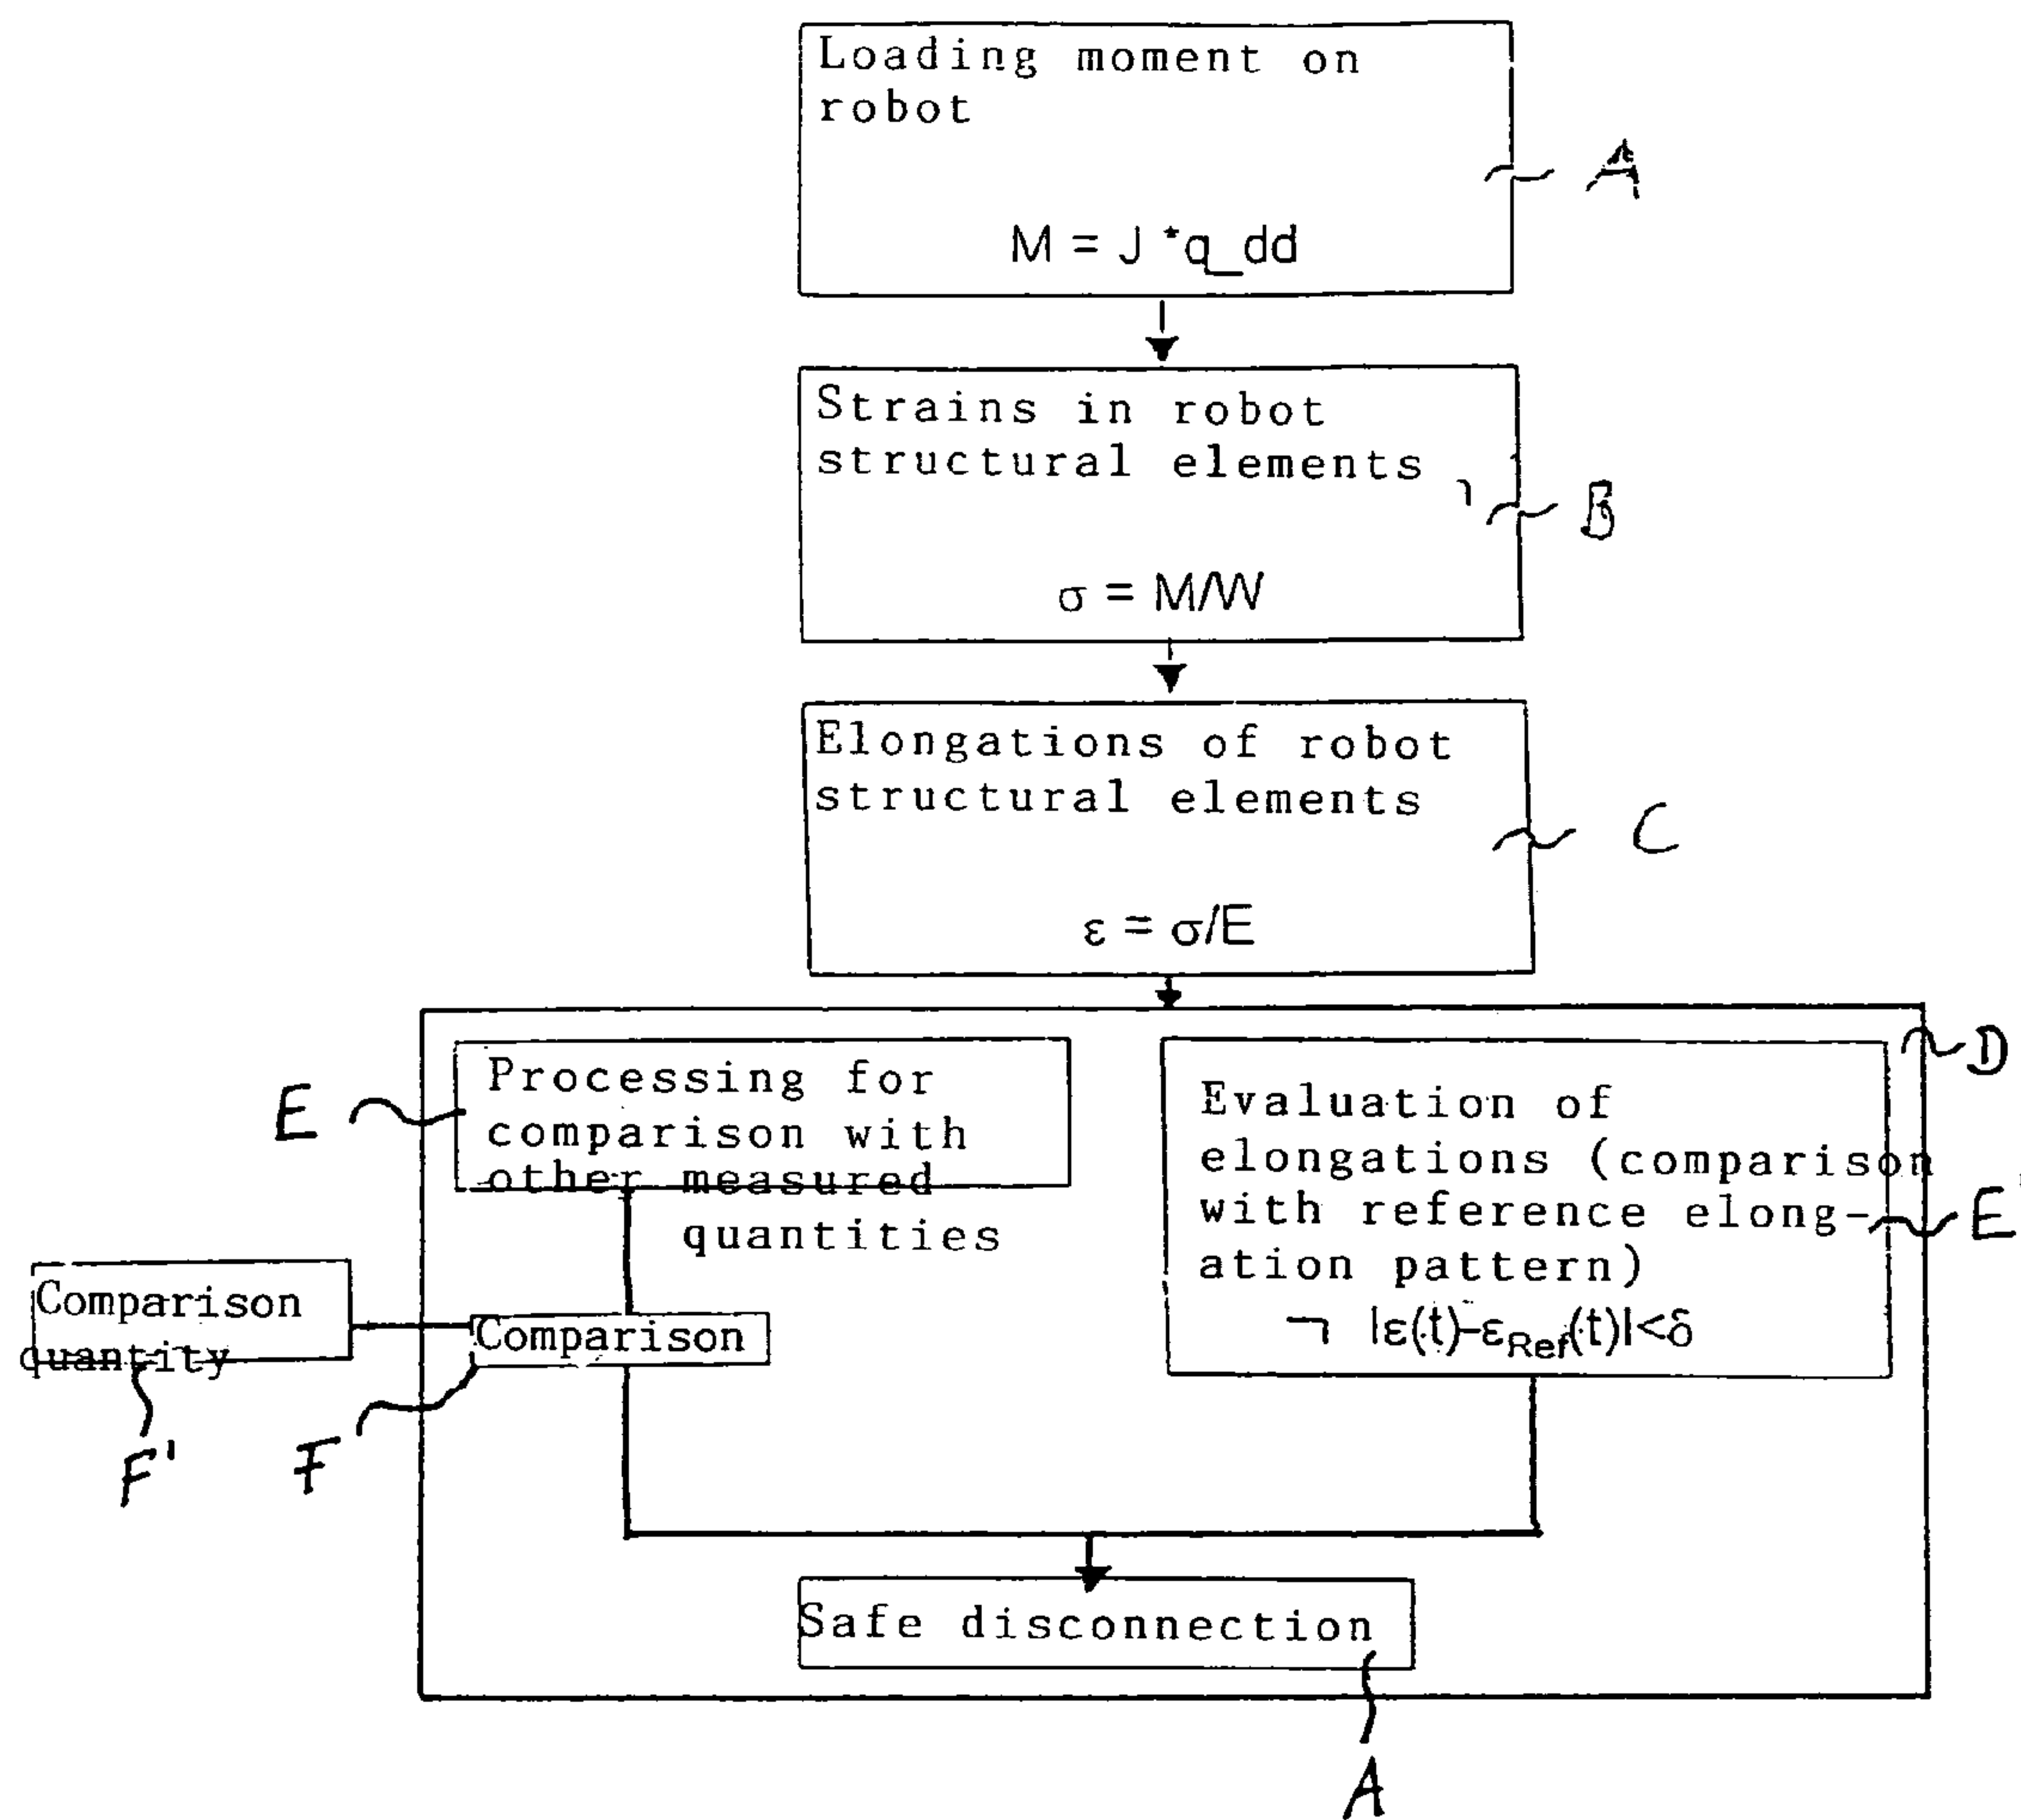 Loading moment on
robot
M = J *q_dd
A
Strains in robot
structural elements
B
σ = M/W
Elongations of robot
structural elements
C
ε = σ/E
D
E
Processing for
comparison with
other measured
quantities
Evaluation of
elongations (comparison
with reference elong-
ation pattern)
¬ |ε(t)-εRef(t)|<δ
E'
Comparison
quantity
F'
Comparison
F
Safe disconnection
A